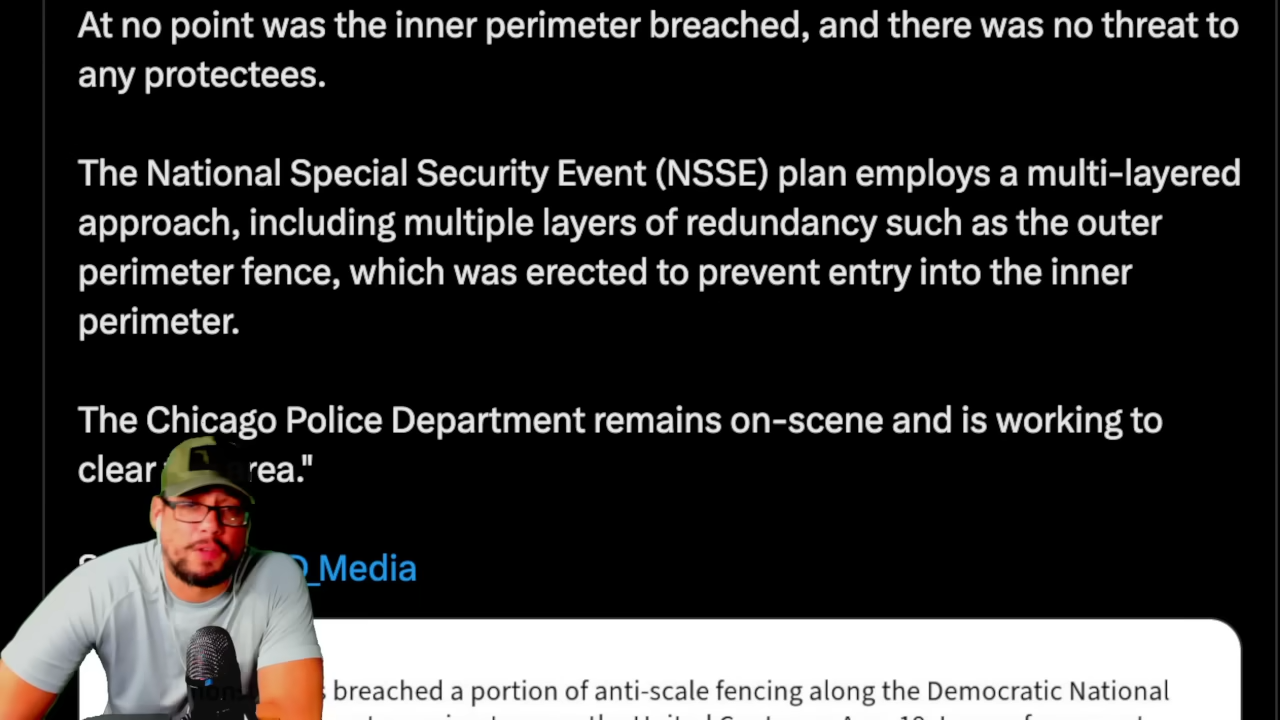 At no point was the inner perimeter breached, and there was no threat to
any protectees.
The National Special Security Event (NSSE) plan employs a multi-layered
approach, including multiple layers of redundancy such as the outer
perimeter fence, which was erected to prevent entry into the inner
perimeter.
The Chicago Police Department remains on-scene and is working to
clear area."
D_Media
breached a portion of anti-scale fencing along the Democratic National